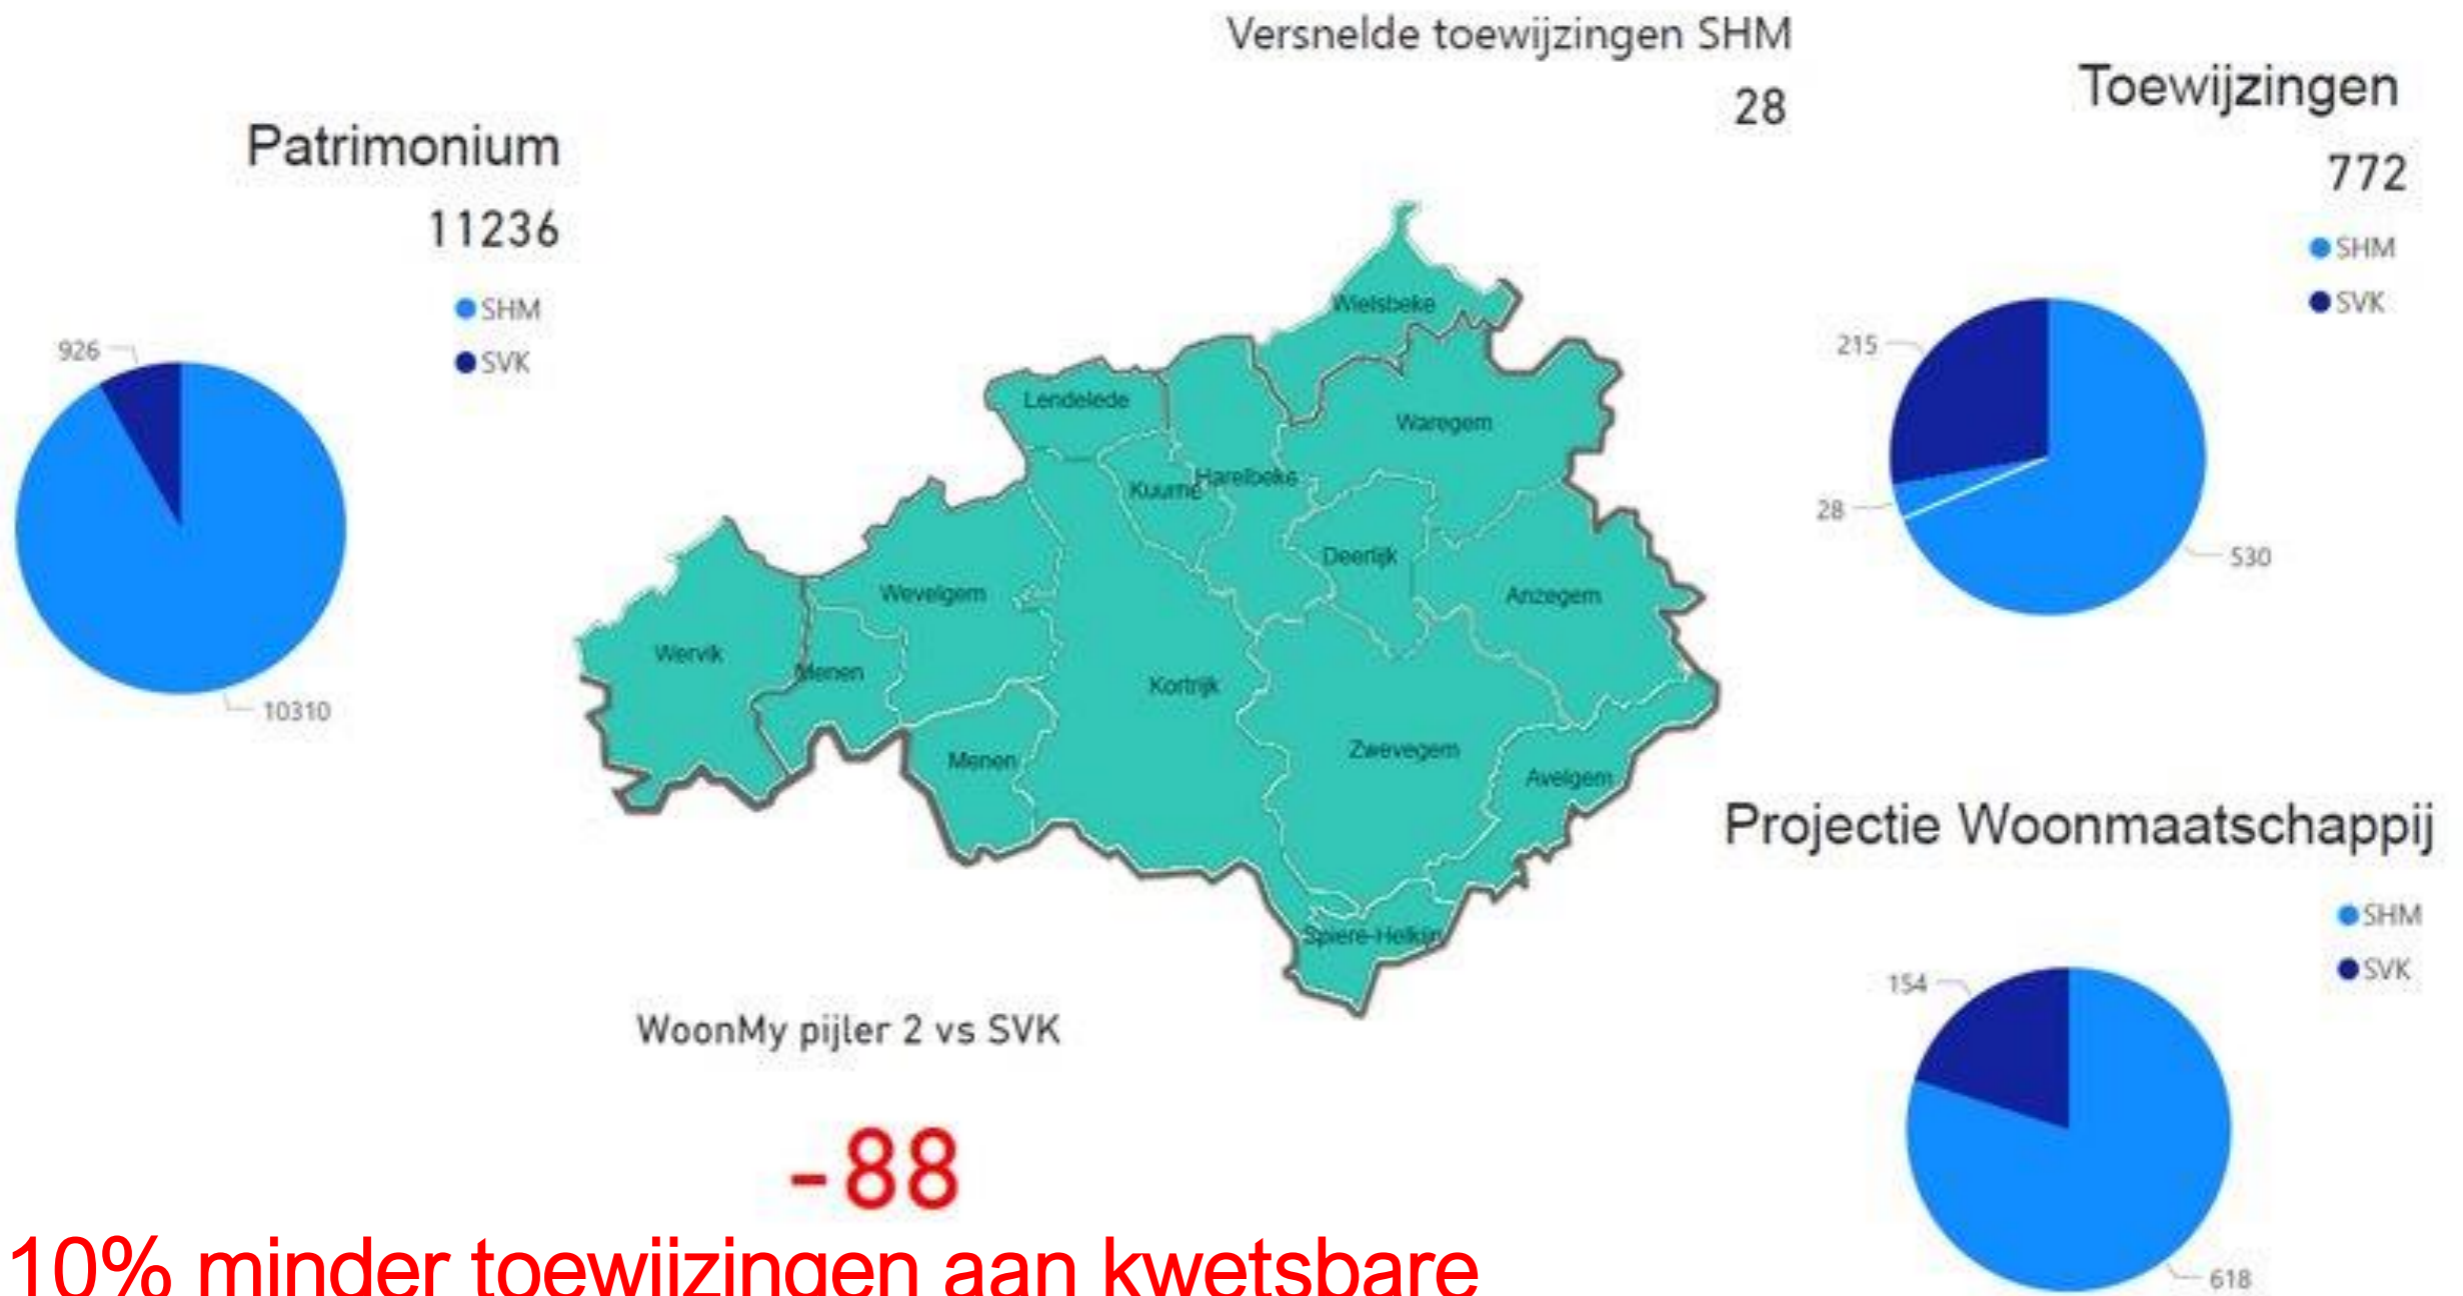 Versnelde toewijzingen SHM
28
Toewijzingen
772
SHM
SVK
215
28
530
Patrimonium
11236
SHM
SVK
926
10310
Wielsbeke
Lendelede
Waregem
Kuurne
Harelbeke
Deerlijk
Wevelgem
Anzegem
Wervik
Menen
Kortrijk
Zwevegem
Menen
Avelgem
Spiere-Helkijn
Projectie Woonmaatschappij
SHM
SVK
154
618
WoonMy pijler 2 vs SVK
-88
10% minder toewijzingen aan kwetsbare